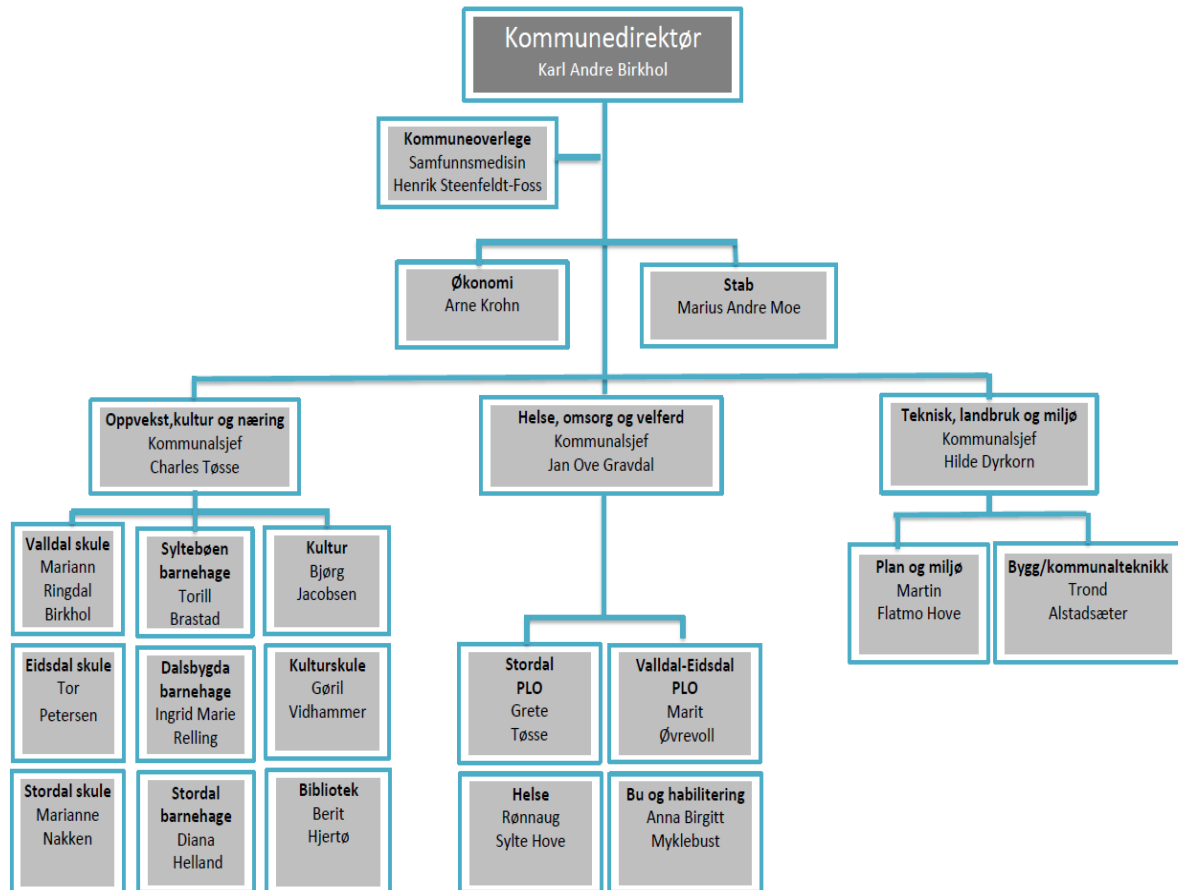 Kommunedirektør
Karl Andre Birkhol
Kommuneoverlege
Samfunnsmedisin
Henrik Steenfeldt-Foss
Økonomi
Arne Krohn
Stab
Marius Andre Moe
Oppvekst,kultur og næring
Kommunalsjef
Charles Tøsse
Helse, omsorg og velferd
Kommunalsjef
Jan Ove Gravdal
Teknisk, landbruk og miljø
Kommunalsjef
Hilde Dyrkorn
Valldal skule
Mariann
Ringdal
Birkhol
Syltebøen
barnehage
Torill
Brastad
Kultur
Bjørg
Jacobsen
Plan og miljø
Martin
Flatmo Hove
Bygg/kommunalteknikk
Trond
Alstadsæter
Eidsdal skule
Tor
Petersen
Dalsbygda
barnehage
Ingrid Marie
Relling
Kulturskule
Gøril
Vidhammer
Stordal
PLO
Grete
Tøsse
Valldal-Eidsdal
PLO
Marit
Øvrevoll
Stordal skule
Marianne
Nakken
Stordal
barnehage
Diana
Helland
Bibliotek
Berit
Hjertø
Helse
Rønnaug
Sylte Hove
Bu og habilitering
Anna Birgitt
Myklebust